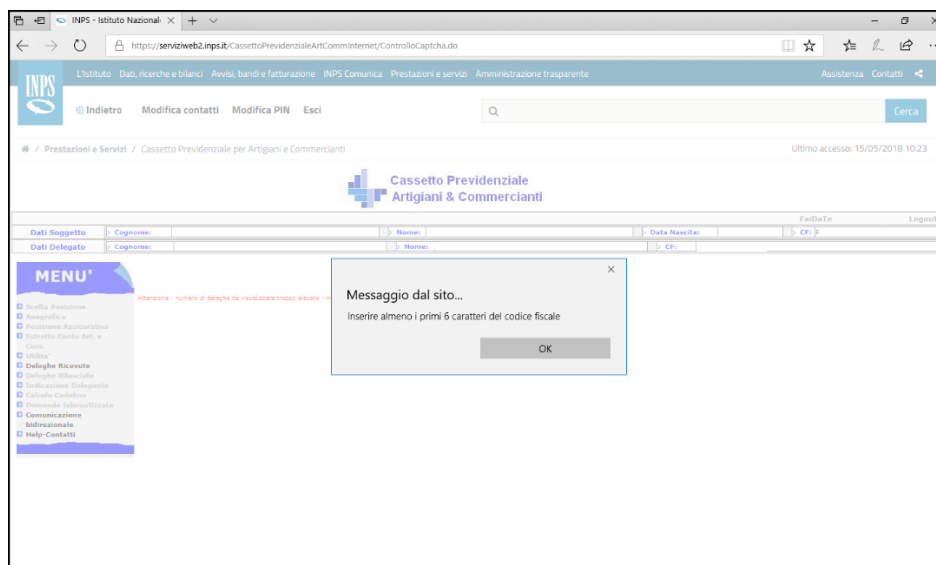 INPS - Istituto Nazional
https://serviziweb2.inps.it/CassettoPrevidenzialeArtCommInternet/ControlloCaptcha.do
INPS
L'Istituto Dati, ricerche e bilanci Avvisi, bandi e fatturazione INPS Comunica Prestazioni e servizi Amministrazione trasparente Assistenza Contatti
Indietro Modifica contatti Modifica PIN Esci Cerca
/ Prestazioni e Servizi / Cassetto Previdenziale per Artigiani e Commercianti Ultimo accesso: 15/05/2018 10:23
Cassetto Previdenziale
Artigiani & Commercianti
FaiDaTe Logout
Dati Soggetto Cognome: Nome: Data Nascita: CF:
Dati Delegato Cognome: Nome: CF:
MENU'
Attenzione - numero di deleghe da visualizzare troppo elevato -
Scelta Posizione
Anagrafica
Posizione Assicurativa
Estratto Conto Art. e
Com.
Utilita'
Deleghe Ricevute
Deleghe Rilasciate
Indicazione Delegante
Calcolo Codeline
Domande telematizzate
Comunicazione
bidirezionale
Help-Contatti
Messaggio dal sito...
Inserire almeno i primi 6 caratteri del codice fiscale
OK